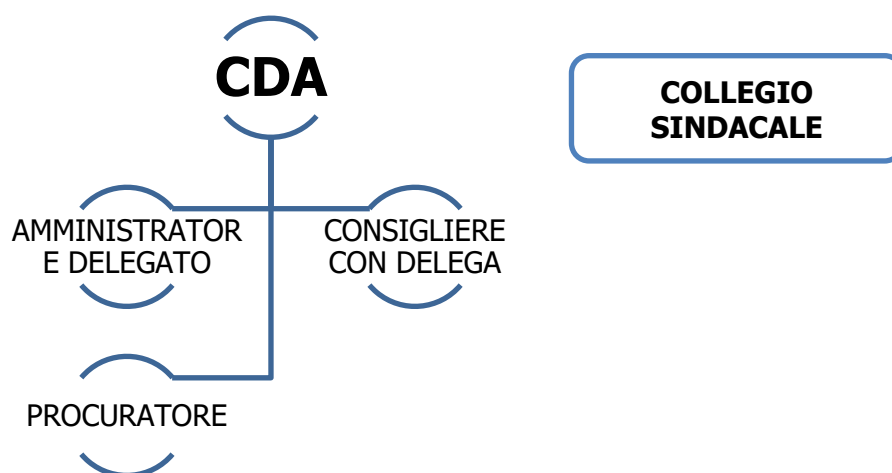 CDA
COLLEGIO
SINDACALE
AMMINISTRATOR
E DELEGATO
CONSIGLIERE
CON DELEGA
PROCURATORE